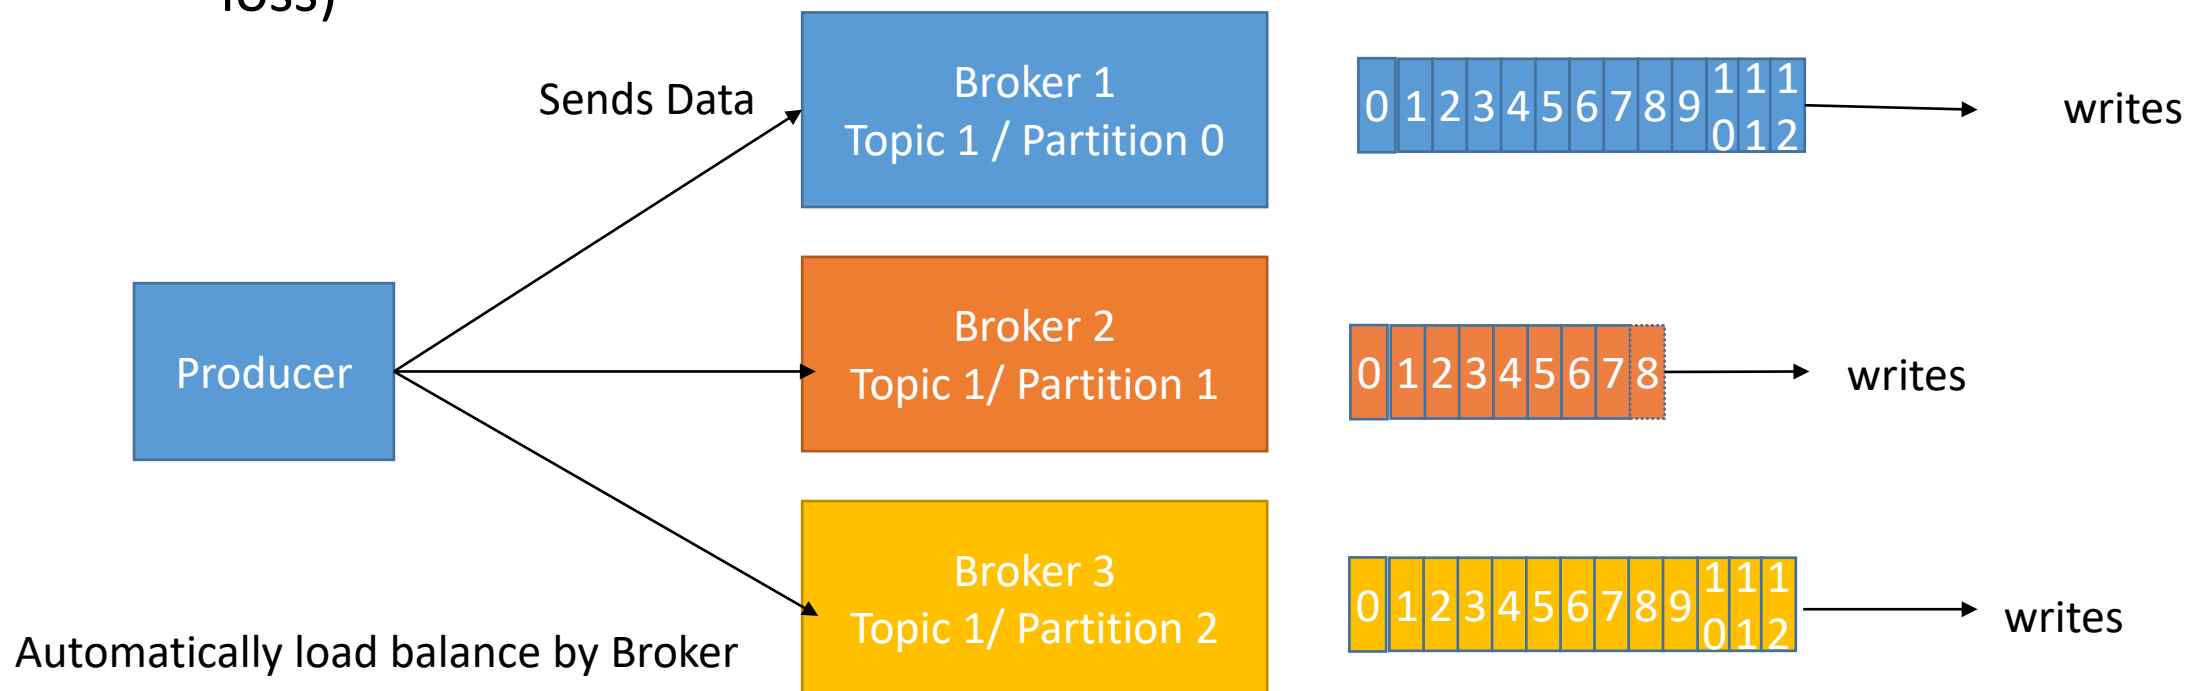 loss)
Sends Data
Broker 1
Topic 1 / Partition 0
0 1 2 3 4 5 6 7 8 9 10 11 12
writes
Producer
Broker 2
Topic 1/ Partition 1
0 1 2 3 4 5 6 7 8
writes
Broker 3
Topic 1/ Partition 2
0 1 2 3 4 5 6 7 8 9 10 11 12
writes
Automatically load balance by Broker